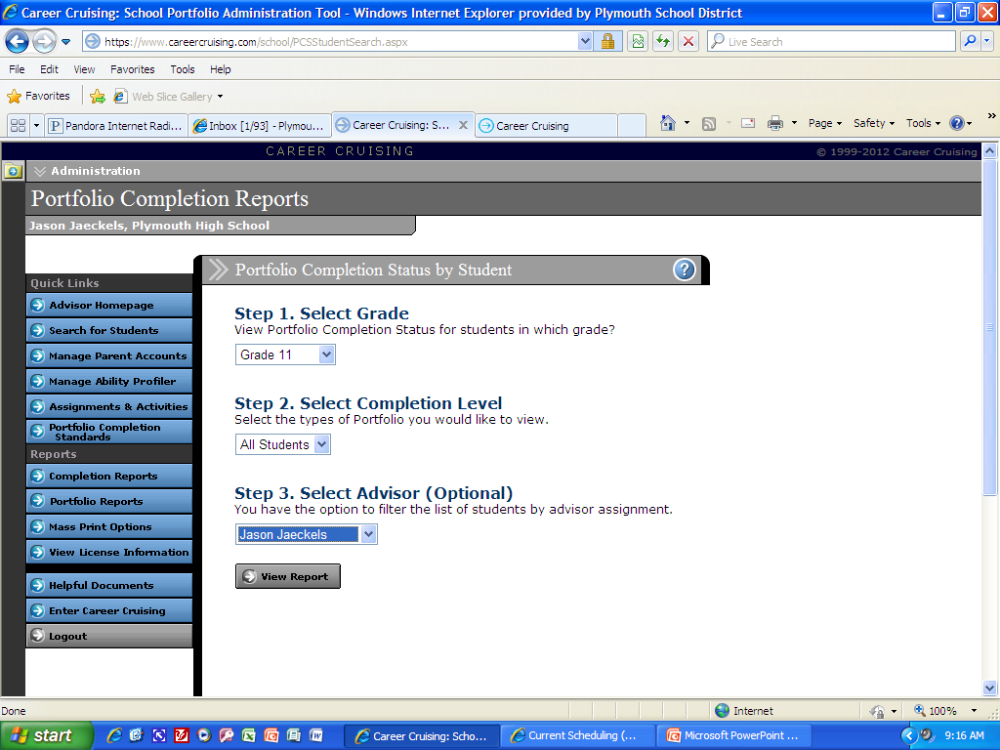 Career Cruising: School Portfolio Administration Tool - Windows Internet Explorer provided by Plymouth School District
https://www.careercruising.com/school/PCSStudentSearch.aspx
Live Search
File Edit View Favorites Tools Help
Favorites Web Slice Gallery
Pandora Internet Radi... Inbox [1/93] - Plymou... Career Cruising: S... Career Cruising Page Safety Tools
CAREER CRUISING © 1999-2012 Career Cruising
Administration
Portfolio Completion Reports
Jason Jaeckels, Plymouth High School
Portfolio Completion Status by Student ?
Quick Links
Advisor Homepage
Search for Students
Manage Parent Accounts
Manage Ability Profiler
Assignments & Activities
Portfolio Completion
Standards
Reports
Completion Reports
Portfolio Reports
Mass Print Options
View License Information
Helpful Documents
Enter Career Cruising
Logout
Step 1. Select Grade
View Portfolio Completion Status for students in which grade?
Grade 11
Step 2. Select Completion Level
Select the types of Portfolio you would like to view.
All Students
Step 3. Select Advisor (Optional)
You have the option to filter the list of students by advisor assignment.
Jason Jaeckels
View Report
Done Internet 100%
start Career Cruising: Scho... Current Scheduling (... Microsoft PowerPoint ... 9:16 AM